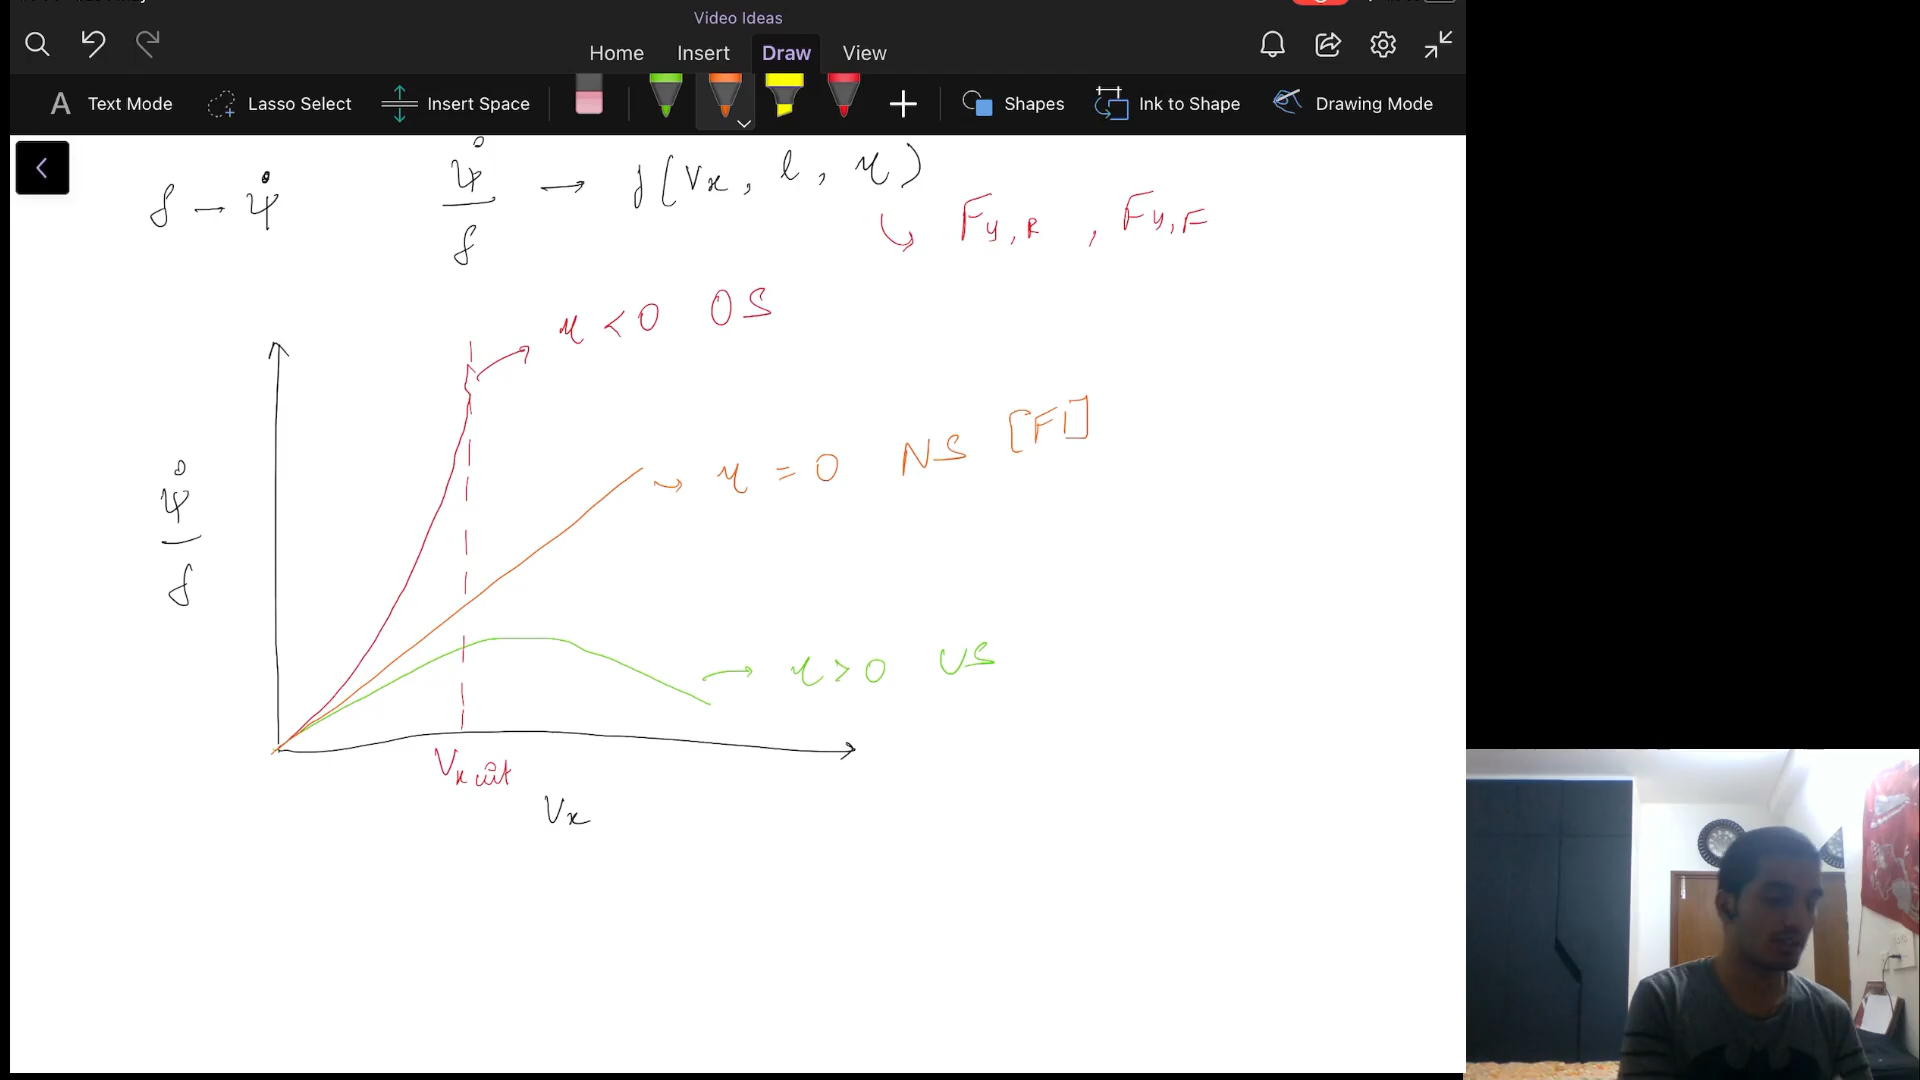 Video Ideas
Home Insert Draw View
Text Mode Lasso Select Insert Space Shapes Ink to Shape Drawing Mode
δ → ψ̇
ψ̇/δ → f(Vx, l, η)
↳ Fy,R , Fy,F
η < 0 OS
η = 0 NS [F1]
ψ̇/δ
η > 0 US
Vx crit
Vx